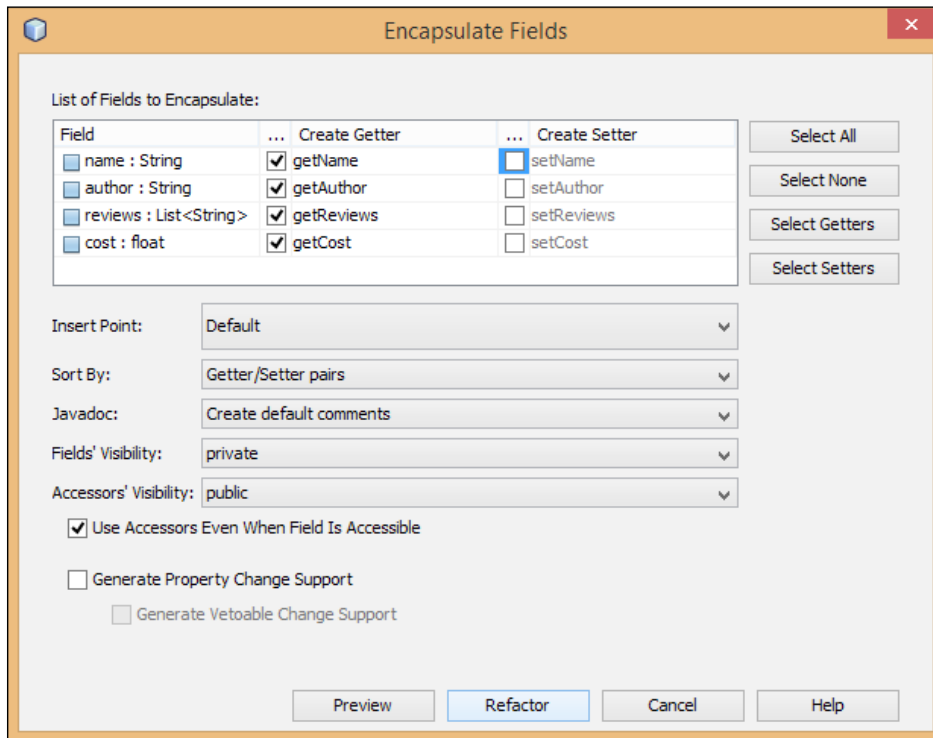 Encapsulate Fields
List of Fields to Encapsulate:
Field ... Create Getter ... Create Setter
name : String getName setName
author : String getAuthor setAuthor
reviews : List<String> getReviews setReviews
cost : float getCost setCost
Select All
Select None
Select Getters
Select Setters
Insert Point: Default
Sort By: Getter/Setter pairs
Javadoc: Create default comments
Fields' Visibility: private
Accessors' Visibility: public
Use Accessors Even When Field Is Accessible
Generate Property Change Support
Generate Vetoable Change Support
Preview Refactor Cancel Help